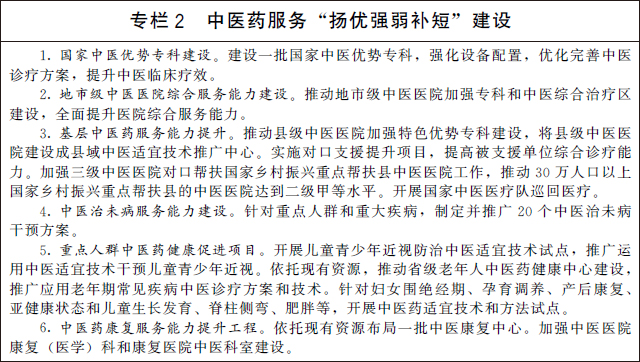 专栏2 中医药服务“扬优强弱补短”建设
1. 国家中医优势专科建设。建设一批国家中医优势专科，强化设备配置，优化完善中医
诊疗方案，提升中医临床疗效。
2. 地市级中医医院综合服务能力建设。推动地市级中医医院加强专科和中医综合治疗区
建设，全面提升医院综合服务能力。
3. 基层中医药服务能力提升。推动县级中医医院加强特色优势专科建设，将县级中医医
院建设成县域中医适宜技术推广中心。实施对口支援提升项目，提高被支援单位综合诊疗能
力。加强三级中医医院对口帮扶国家乡村振兴重点帮扶县中医医院工作，推动30万人口以上
国家乡村振兴重点帮扶县的中医医院达到二级甲等水平。开展国家中医医疗队巡回医疗。
4. 中医治未病服务能力建设。针对重点人群和重大疾病，制定并推广20个中医治未病
干预方案。
5. 重点人群中医药健康促进项目。开展儿童青少年近视防治中医适宜技术试点，推广运
用中医适宜技术干预儿童青少年近视。依托现有资源，推动省级老年人中医药健康中心建设，
推广应用老年期常见疾病中医诊疗方案和技术。针对妇女围绝经期、孕育调养、产后康复、
亚健康状态和儿童生长发育、脊柱侧弯、肥胖等，开展中医药适宜技术和方法试点。
6. 中医药康复服务能力提升工程。依托现有资源布局一批中医康复中心。加强中医医院
康复（医学）科和康复医院中医科室建设。